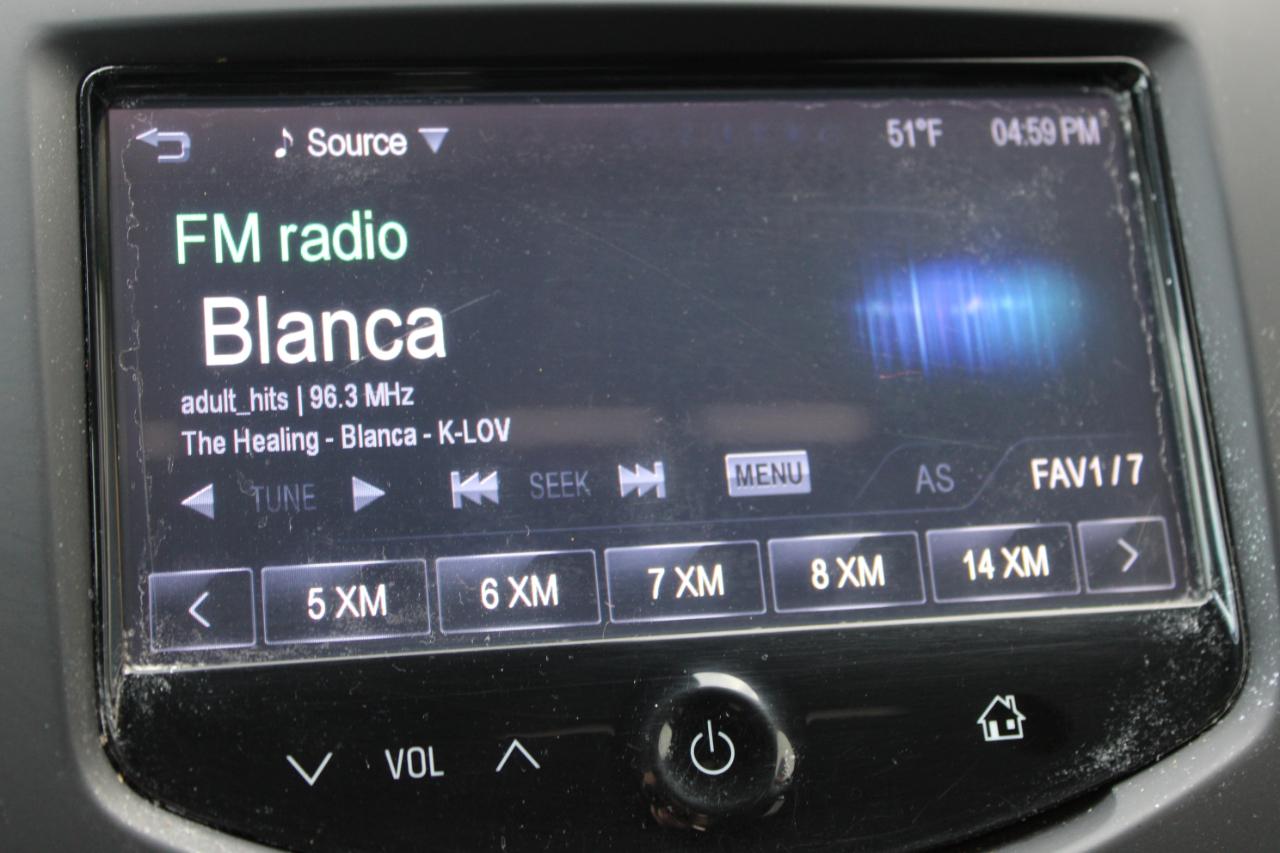 Source 51°F 04:59 PM
FM radio
Blanca
adult_hits | 96.3 MHz
The Healing - Blanca - K-LOV
TUNE SEEK MENU AS FAV1 / 7
< 5 XM 6 XM 7 XM 8 XM 14 XM >
VOL